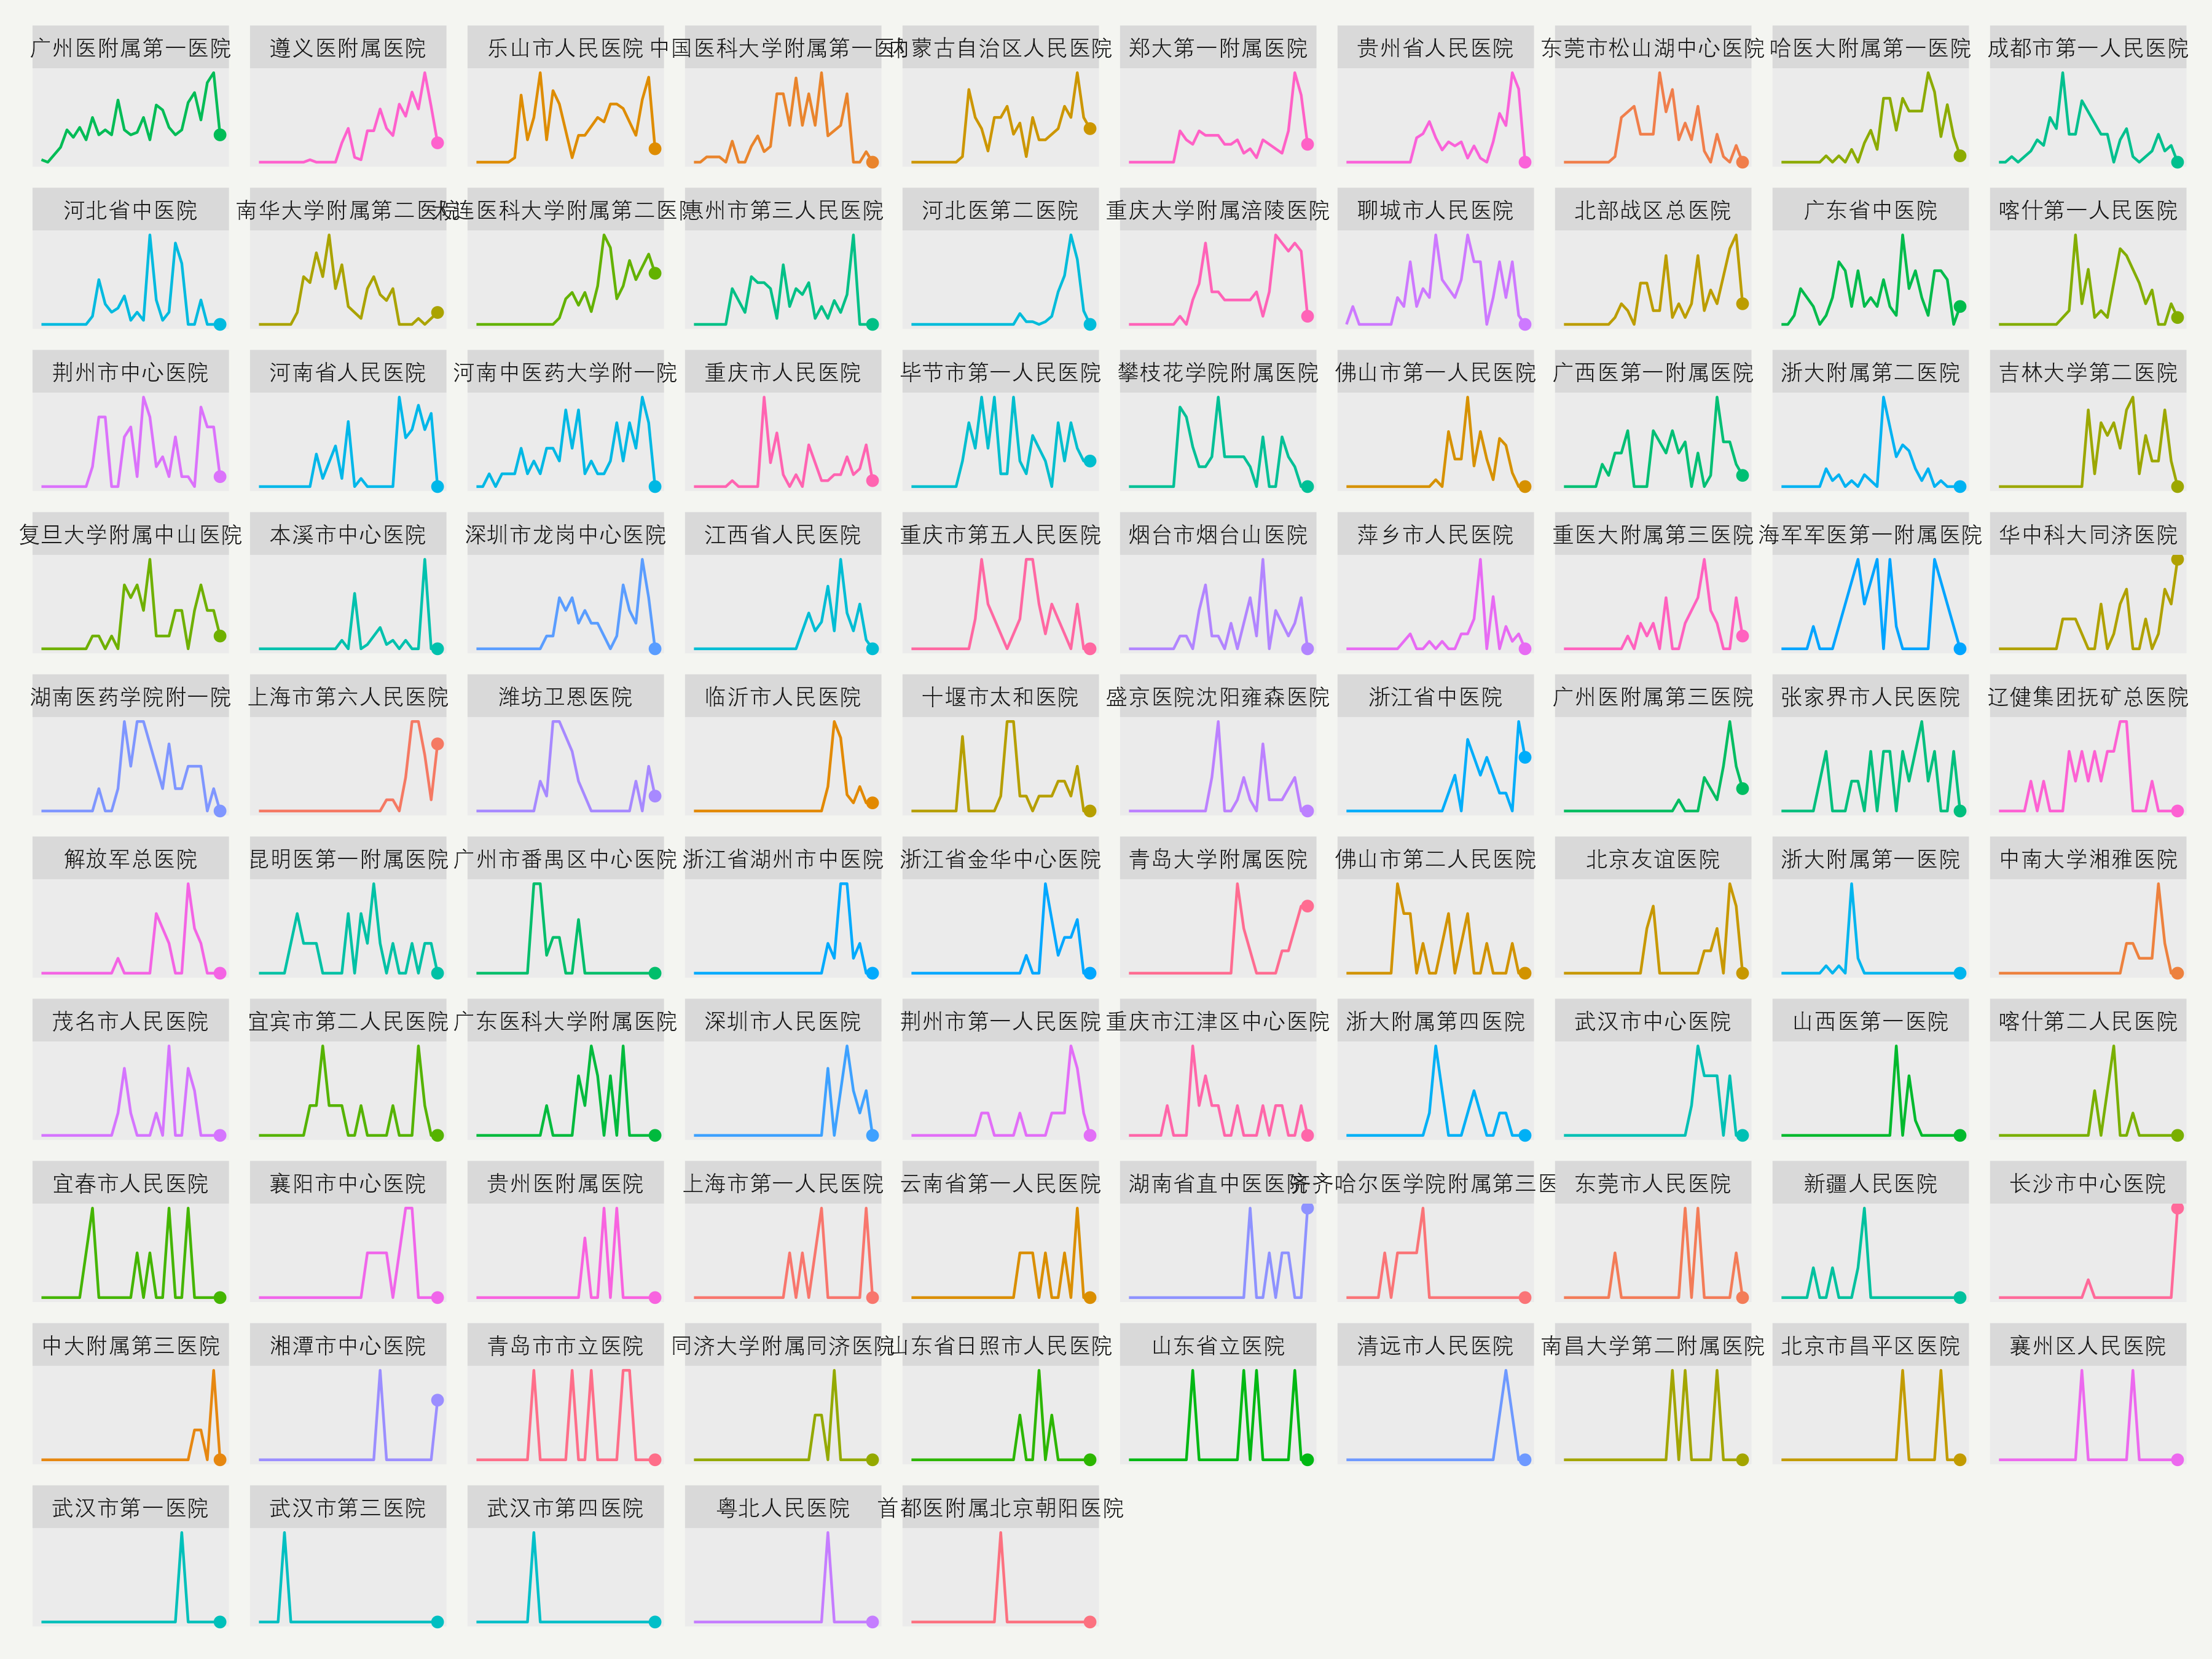 广州医附属第一医院
遵义医附属医院
乐山市人民医院
中国医科大学附属第一医
内蒙古自治区人民医院
郑大第一附属医院
贵州省人民医院
东莞市松山湖中心医院
哈医大附属第一医院
成都市第一人民医院
河北省中医院
南华大学附属第二医院
大连医科大学附属第二医院
惠州市第三人民医院
河北医第二医院
重庆大学附属涪陵医院
聊城市人民医院
北部战区总医院
广东省中医院
喀什第一人民医院
荆州市中心医院
河南省人民医院
河南中医药大学附一院
重庆市人民医院
毕节市第一人民医院
攀枝花学院附属医院
佛山市第一人民医院
广西医第一附属医院
浙大附属第二医院
吉林大学第二医院
复旦大学附属中山医院
本溪市中心医院
深圳市龙岗中心医院
江西省人民医院
重庆市第五人民医院
烟台市烟台山医院
萍乡市人民医院
重医大附属第三医院
海军军医第一附属医院
华中科大同济医院
湖南医药学院附一院
上海市第六人民医院
潍坊卫恩医院
临沂市人民医院
十堰市太和医院
盛京医院沈阳雍森医院
浙江省中医院
广州医附属第三医院
张家界市人民医院
辽健集团抚矿总医院
解放军总医院
昆明医第一附属医院
广州市番禺区中心医院
浙江省湖州市中医院
浙江省金华中心医院
青岛大学附属医院
佛山市第二人民医院
北京友谊医院
浙大附属第一医院
中南大学湘雅医院
茂名市人民医院
宜宾市第二人民医院
广东医科大学附属医院
深圳市人民医院
荆州市第一人民医院
重庆市江津区中心医院
浙大附属第四医院
武汉市中心医院
山西医第一医院
喀什第二人民医院
宜春市人民医院
襄阳市中心医院
贵州医附属医院
上海市第一人民医院
云南省第一人民医院
湖南省直中医医院
齐齐哈尔医学院附属第三医
东莞市人民医院
新疆人民医院
长沙市中心医院
中大附属第三医院
湘潭市中心医院
青岛市市立医院
同济大学附属同济医院
山东省日照市人民医院
山东省立医院
清远市人民医院
南昌大学第二附属医院
北京市昌平区医院
襄州区人民医院
武汉市第一医院
武汉市第三医院
武汉市第四医院
粤北人民医院
首都医附属北京朝阳医院